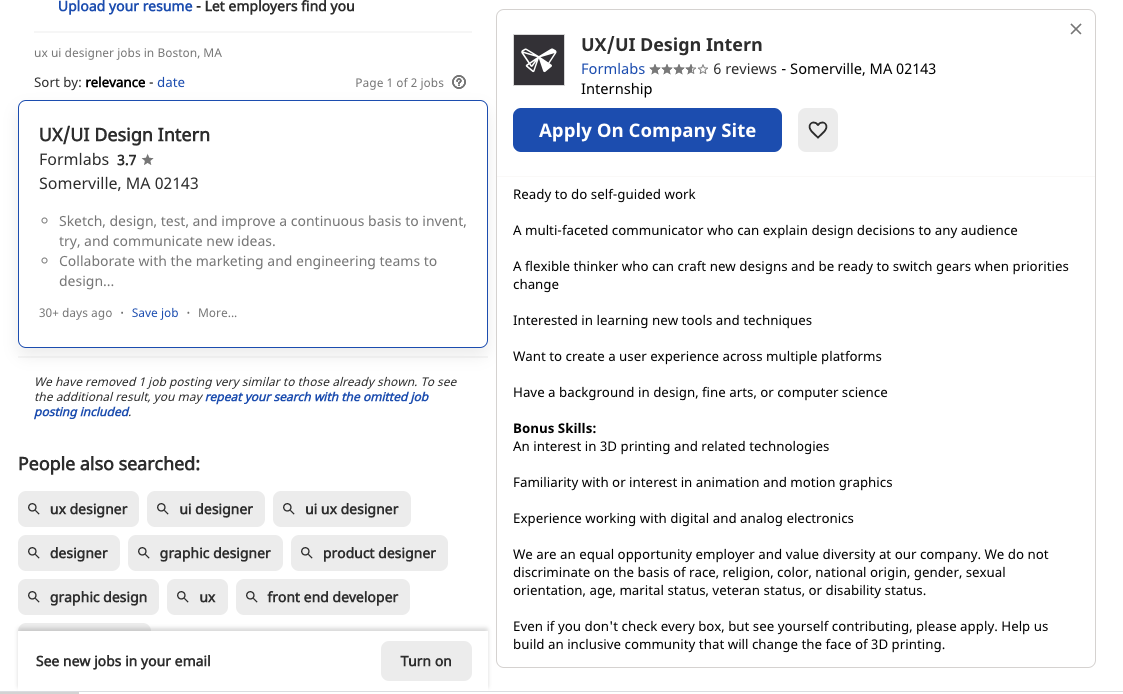 Upload your resume - Let employers find you
ux ui designer jobs in Boston, MA
Sort by: relevance - date
Page 1 of 2 jobs
UX/UI Design Intern
Formlabs 3.7
Somerville, MA 02143
Sketch, design, test, and improve a continuous basis to invent,
try, and communicate new ideas.
Collaborate with the marketing and engineering teams to
design...
30+ days ago · Save job · More...
We have removed 1 job posting very similar to those already shown. To see
the additional result, you may repeat your search with the omitted job
posting included.
People also searched:
ux designer
ui designer
ui ux designer
designer
graphic designer
product designer
graphic design
ux
front end developer
See new jobs in your email
Turn on
UX/UI Design Intern
Formlabs 6 reviews - Somerville, MA 02143
Internship
Apply On Company Site
Ready to do self-guided work
A multi-faceted communicator who can explain design decisions to any audience
A flexible thinker who can craft new designs and be ready to switch gears when priorities
change
Interested in learning new tools and techniques
Want to create a user experience across multiple platforms
Have a background in design, fine arts, or computer science
Bonus Skills:
An interest in 3D printing and related technologies
Familiarity with or interest in animation and motion graphics
Experience working with digital and analog electronics
We are an equal opportunity employer and value diversity at our company. We do not
discriminate on the basis of race, religion, color, national origin, gender, sexual
orientation, age, marital status, veteran status, or disability status.
Even if you don't check every box, but see yourself contributing, please apply. Help us
build an inclusive community that will change the face of 3D printing.